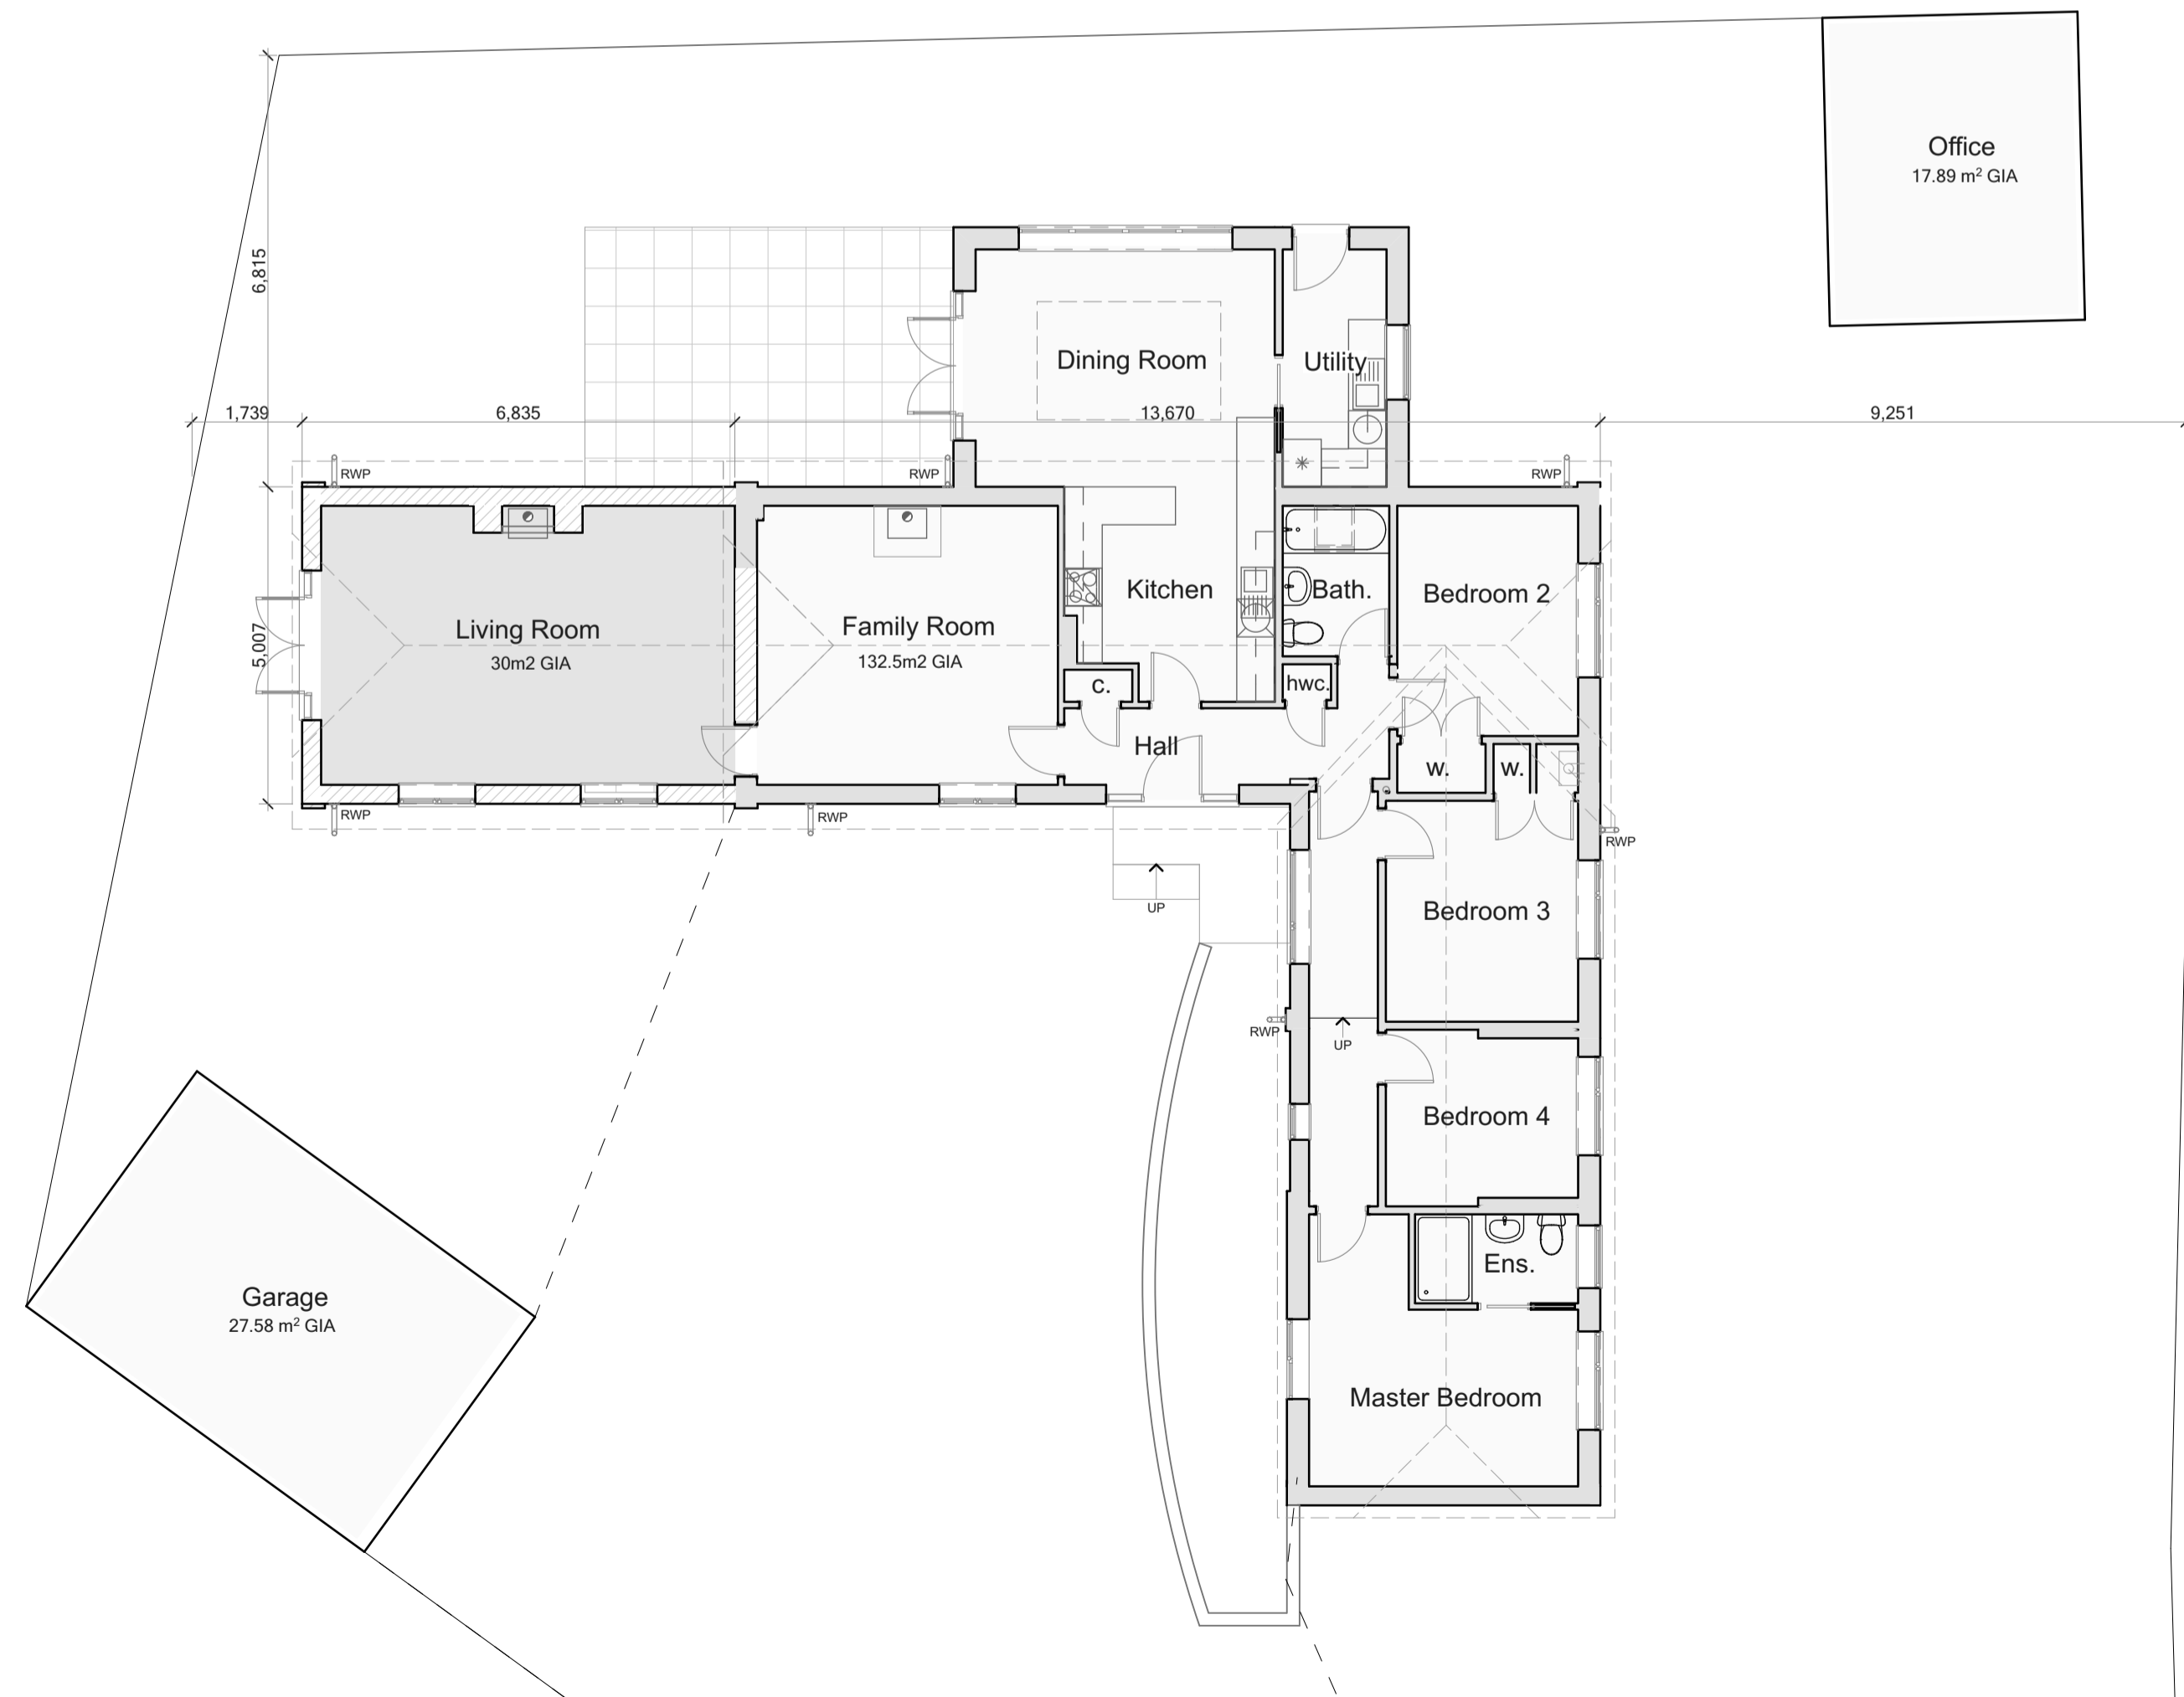 Office
17.89 m² GIA
6,815
Dining Room
Utility
1,739
6,835
13,670
9,251
RWP
RWP
RWP
Living Room
30m2 GIA
5,007
Family Room
132.5m2 GIA
Kitchen
Bath.
Bedroom 2
c.
hwc.
Hall
w.
w.
RWP
RWP
RWP
UP
Bedroom 3
RWP
UP
Bedroom 4
Ens.
Garage
27.58 m² GIA
Master Bedroom